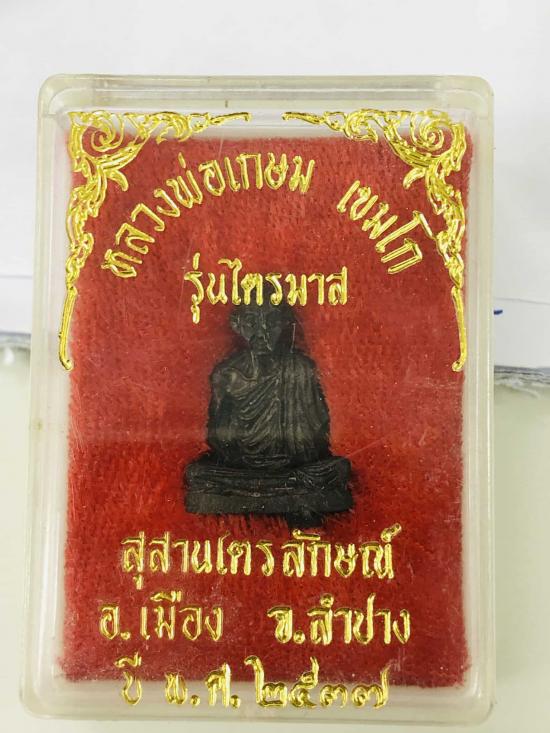 หลวงพ่อเกษม เขมโก
รุ่นไตรมาส
สุสานไตรลักษณ์
อ.เมือง จ.ลำปาง
ปี พ.ศ.๒๕๓๗